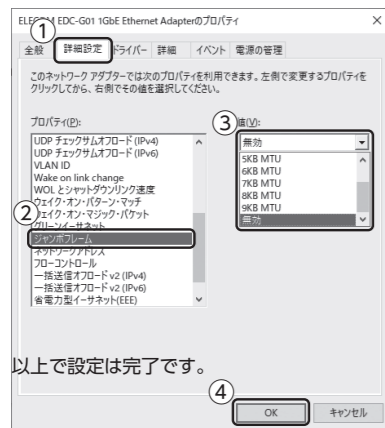 ELECOM EDC-G01 1GbE Ethernet Adapterのプロパティ
①
全般 詳細設定 ドライバー 詳細 イベント 電源の管理
このネットワーク アダプターでは次のプロパティを利用できます。左側で変更するプロパティを
クリックしてから、右側でその値を選択してください。
③
プロパティ(P): 値(V):
UDP チェックサムオフロード (IPv4)
UDP チェックサムオフロード (IPv6)
VLAN ID
Wake on link change
WOL とシャットダウンリンク速度
ウェイク・オン・パターン・マッチ
ウェイク・オン・マジック・パケット
②
グリーンイーサネット
ジャンボフレーム
ネットワークアドレス
フローコントロール
一括送信オフロード v2 (IPv4)
一括送信オフロード v2 (IPv6)
省電力型イーサネット(EEE)
無効
5KB MTU
6KB MTU
7KB MTU
8KB MTU
9KB MTU
無効
以上で設定は完了です。
④
OK キャンセル